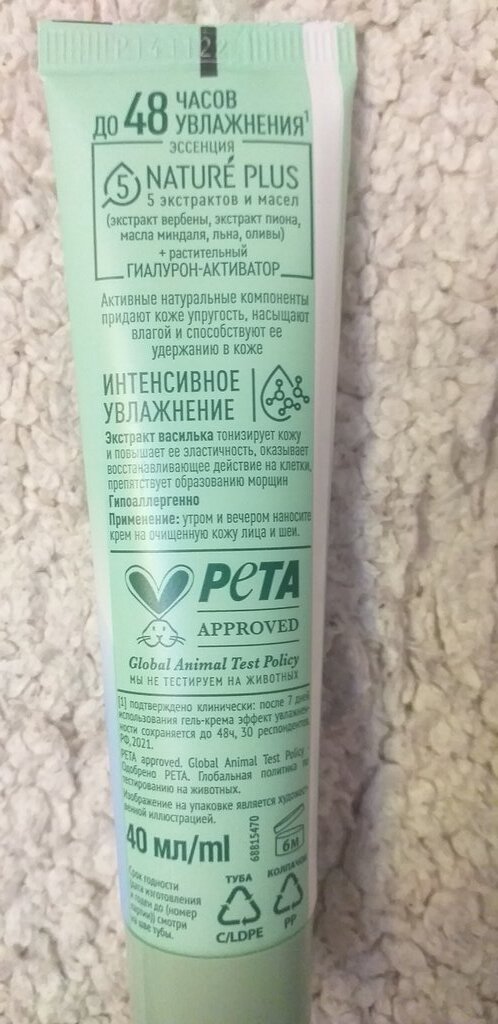 ДО 48 ЧАСОВ УВЛАЖНЕНИЯ¹
ЭССЕНЦИЯ
5 NATURÉ PLUS
5 экстрактов и масел
(экстракт вербены, экстракт пиона,
масла миндаля, льна, оливы)
+ растительный
ГИАЛУРОН-АКТИВАТОР
Активные натуральные компоненты
придают коже упругость, насыщают
влагой и способствуют ее
удержанию в коже
ИНТЕНСИВНОЕ
УВЛАЖНЕНИЕ
Экстракт василька тонизирует кожу
и повышает ее эластичность, оказывает
восстанавливающее действие на клетки,
препятствует образованию морщин
Гипоаллергенно
Применение: утром и вечером наносите
крем на очищенную кожу лица и шеи.
PETA
APPROVED
Global Animal Test Policy
МЫ НЕ ТЕСТИРУЕМ НА ЖИВОТНЫХ
[1] подтверждено клинически: после 7 дней
использования гель-крема эффект увлажнен-
ности сохраняется до 48ч, 30 респондентов,
РФ, 2021.
PETA approved. Global Animal Test Policy -
Одобрено PETA. Глобальная политика по
тестированию на животных.
Изображение на упаковке является художест-
венной иллюстрацией.
40 мл/ml
68B15470
6М
Срок годности
(дата изготовления
и годен до (номер
партии)) смотри
на шве тубы.
ТУБА
C/LDPE
КОЛПАЧОК
PP